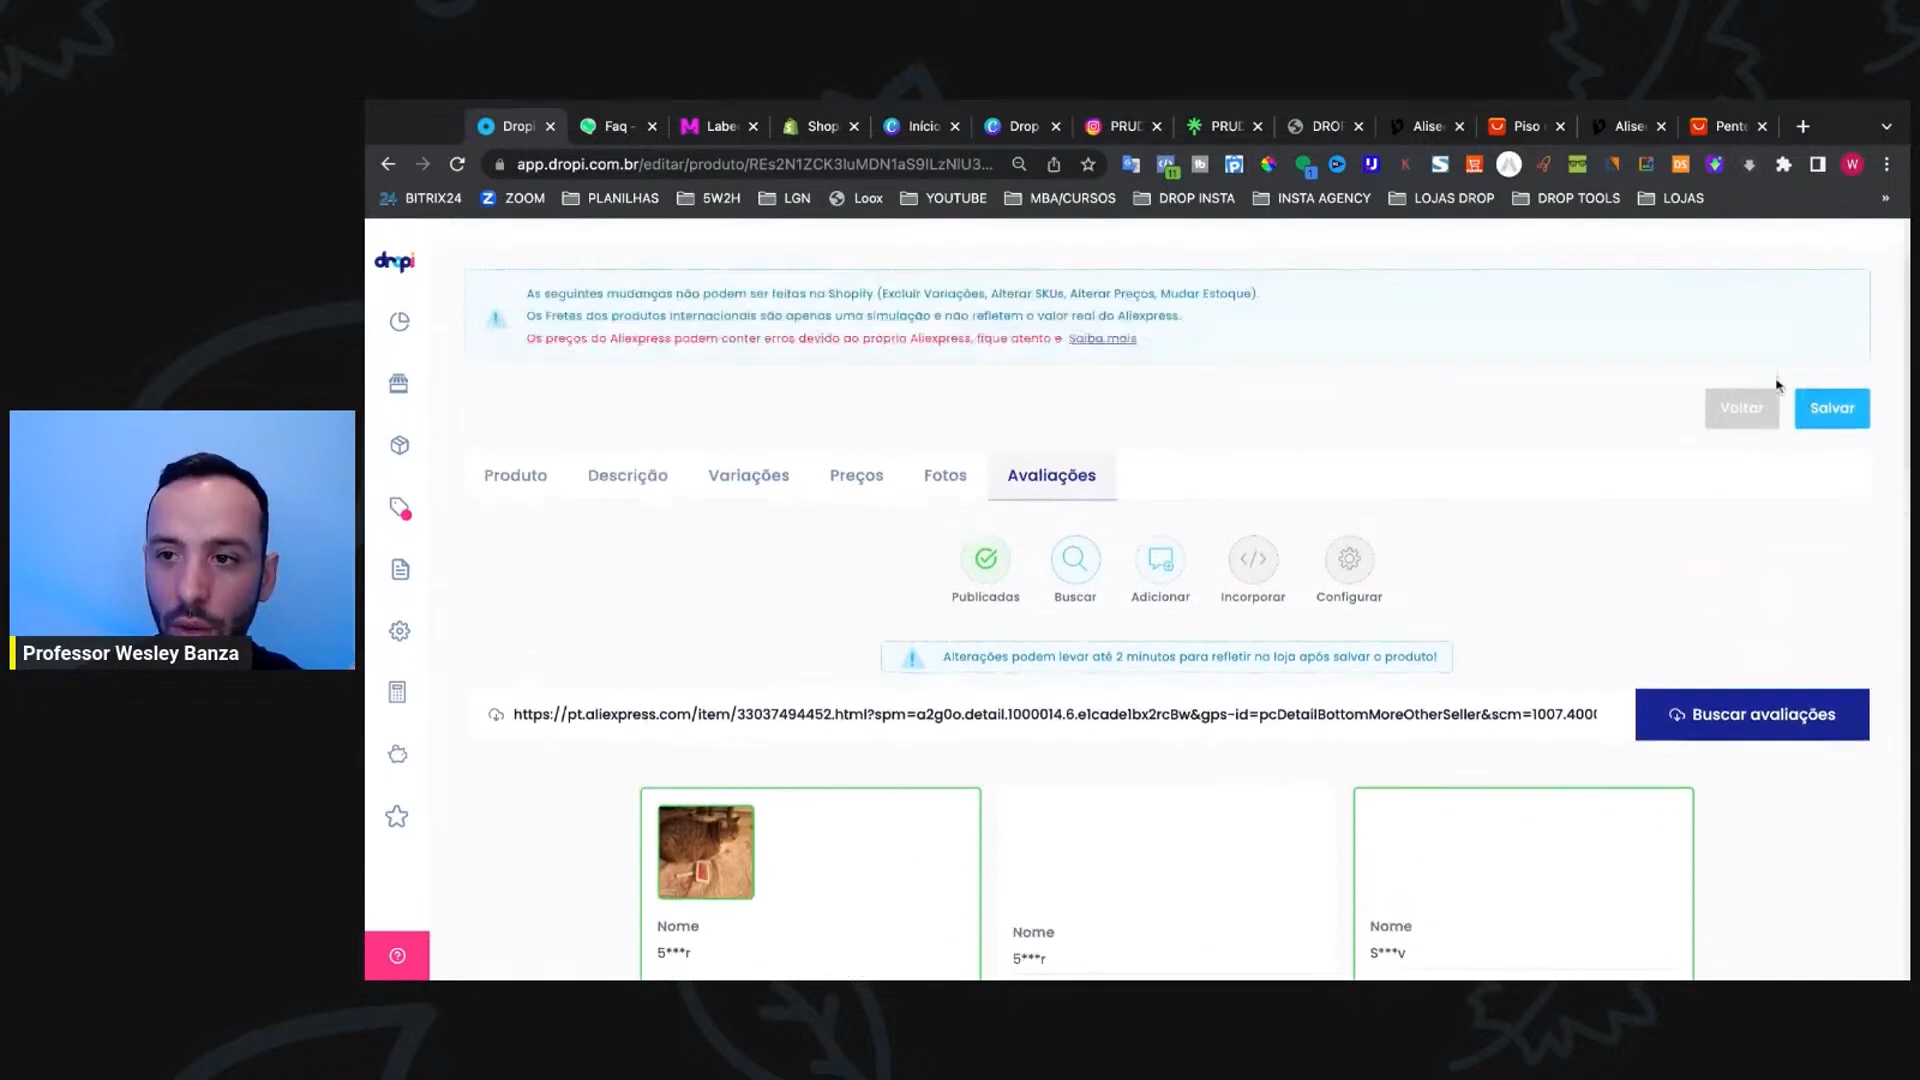 Dropi
Faq -
Labe
Shop
Início
Drop
PRUD
PRUD
DROI
Alise
Piso
Alise
Pente
app.dropi.com.br/editar/produto/REs2N1ZCK3luMDN1aS9ILzNIU3...
W
24 BITRIX24
Z ZOOM
PLANILHAS
5W2H
LGN
Loox
YOUTUBE
MBA/CURSOS
DROP INSTA
INSTA AGENCY
LOJAS DROP
DROP TOOLS
LOJAS
»
dropi
As seguintes mudanças não podem ser feitas na Shopify (Excluir Variações, Alterar SKUs, Alterar Preços, Mudar Estoque).
Os Fretes dos produtos internacionais são apenas uma simulação e não refletem o valor real do Aliexpress.
Os preços do Aliexpress podem conter erros devido ao próprio Aliexpress, fique atento e Saiba mais
Voltar
Salvar
Produto
Descrição
Variações
Preços
Fotos
Avaliações
Publicadas
Buscar
Adicionar
Incorporar
Configurar
Alterações podem levar até 2 minutos para refletir na loja após salvar o produto!
https://pt.aliexpress.com/item/33037494452.html?spm=a2g0o.detail.1000014.6.e1cade1bx2rcBw&gps-id=pcDetailBottomMoreOtherSeller&scm=1007.400(
Buscar avaliações
Nome
5***r
Nome
5***r
Nome
S***v
Professor Wesley Banza